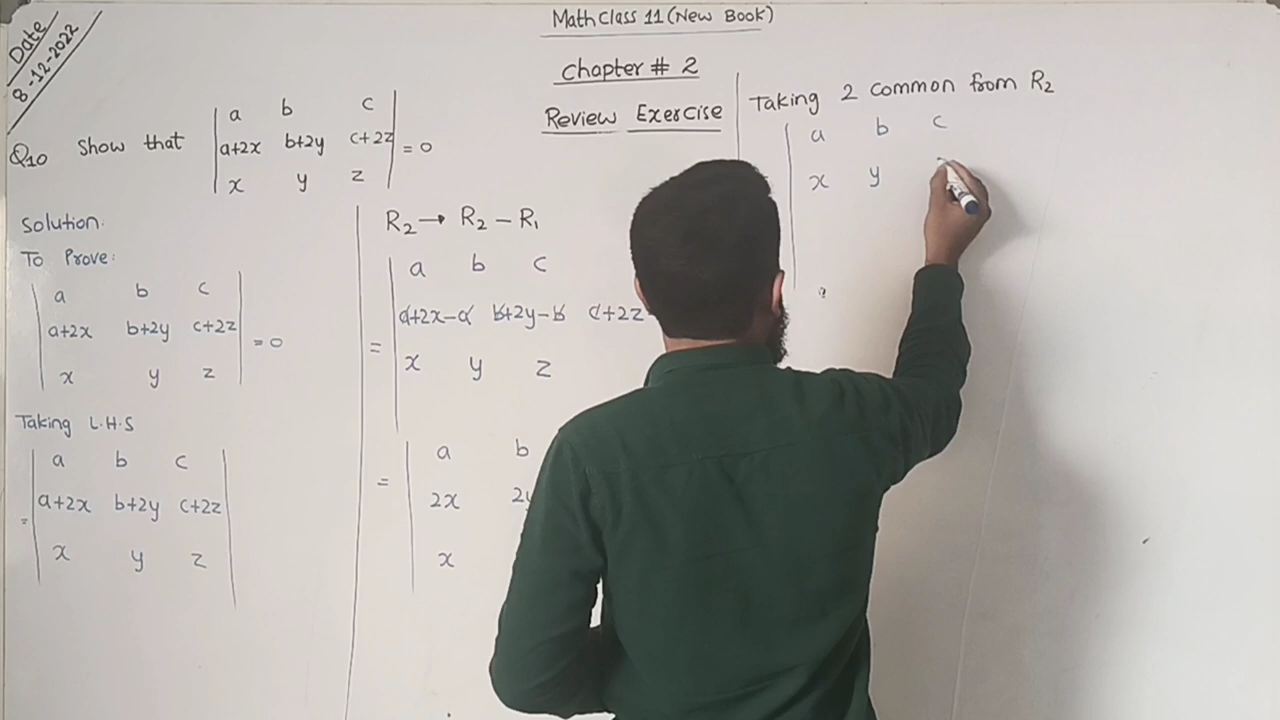 Date
8-12-2022
Math Class 11 (New Book)
Chapter # 2
Review Exercise
Q10 Show that
a b c
a+2x b+2y c+2z = 0
x y z
Solution.
To Prove:
a b c
a+2x b+2y c+2z = 0
x y z
Taking L.H.S
a b c
= a+2x b+2y c+2z
x y z
R₂ → R₂ – R₁
a b c
= a+2x–a b+2y–b c+2z
x y z
a b
= 2x 2y
x
Taking 2 common from R₂
a b c
x y